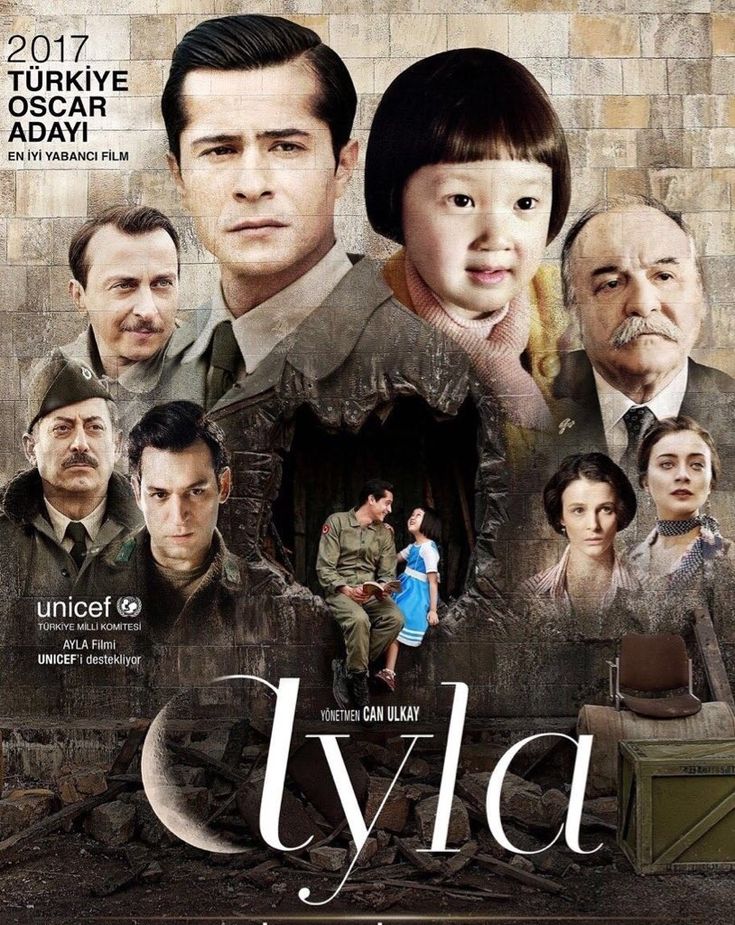 2017
TÜRKİYE
OSCAR
ADAYI
EN İYİ YABANCI FİLM
unicef
TÜRKİYE MİLLİ KOMİTESİ
AYLA Filmi
UNICEF'i destekliyor
YÖNETMEN CAN ULKAY
ayla